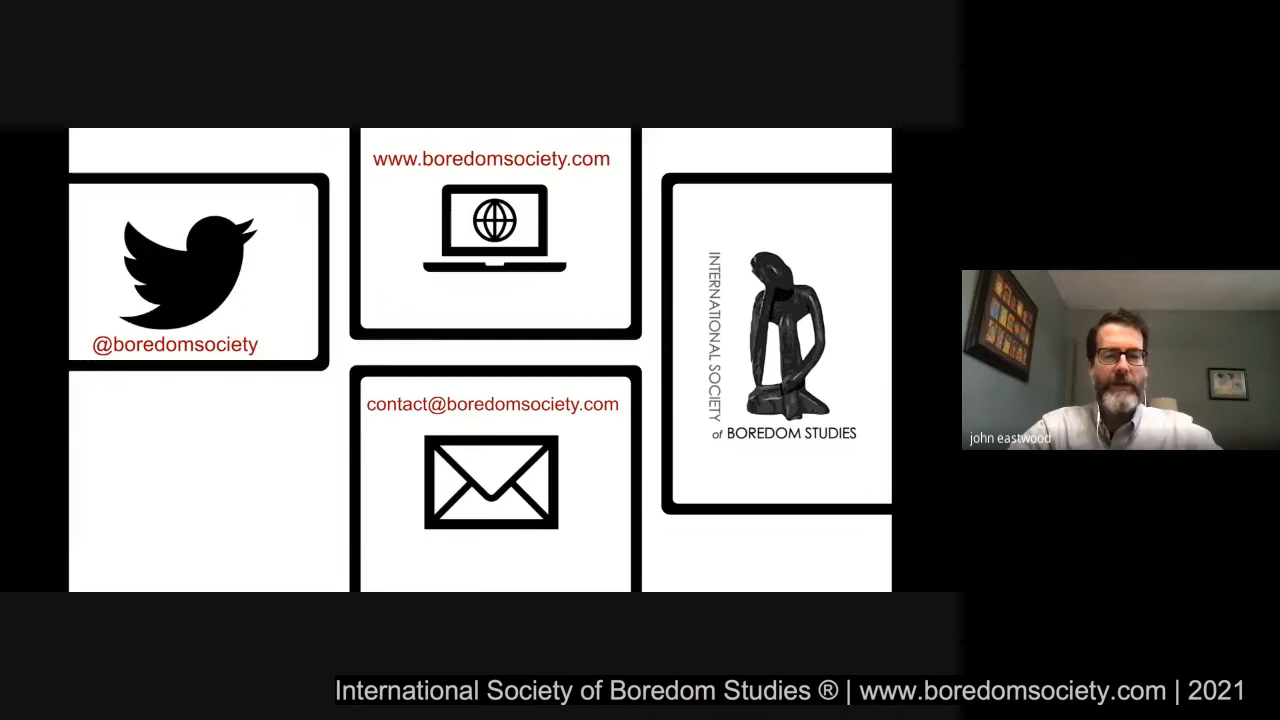 www.boredomsociety.com
@boredomsociety
contact@boredomsociety.com
INTERNATIONAL SOCIETY
of BOREDOM STUDIES
john eastwood
International Society of Boredom Studies ® | www.boredomsociety.com | 2021